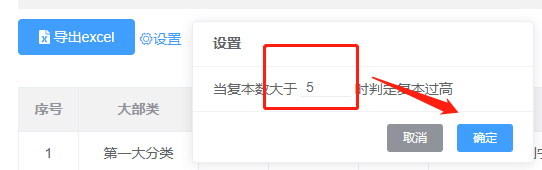 导出excel 设置
设置
当复本数大于 5 时判定复本过高
取消 确定
序号 大部类
1 第一大分类